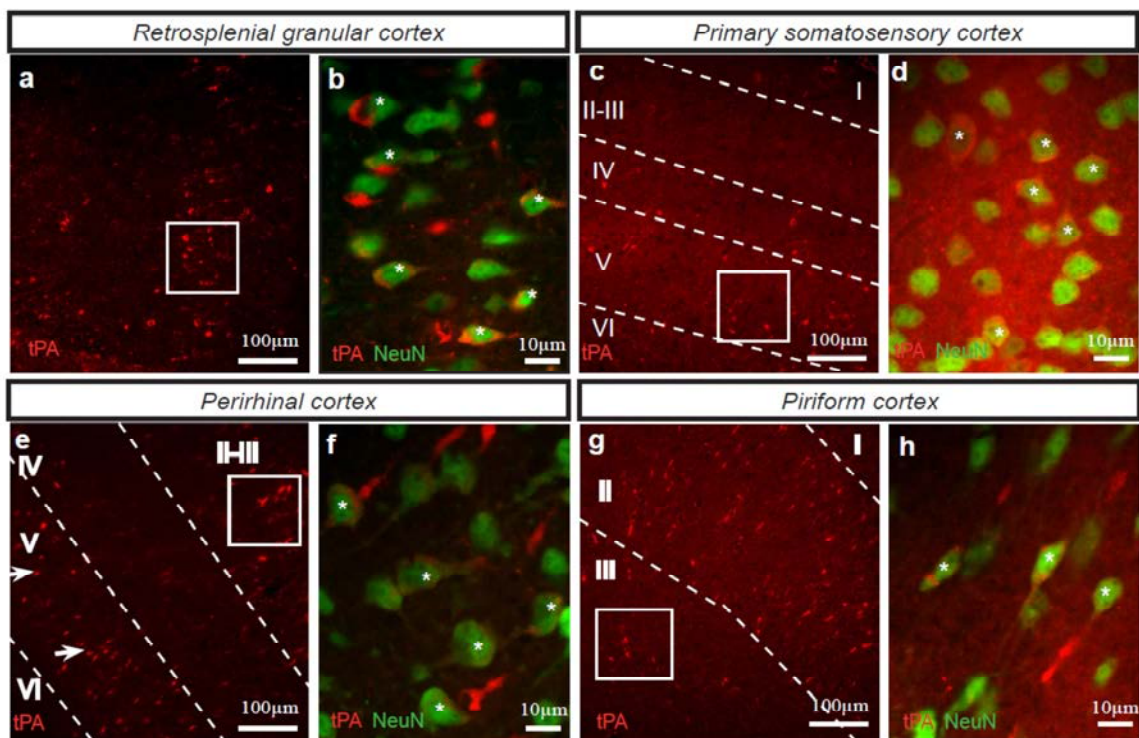 Retrosplenial granular cortex
Primary somatosensory cortex
a
tPA
100µm
b
* * * * * *
tPA NeuN
10µm
c
I
II-III
IV
V
VI
tPA
100µm
d
* * * * * *
tPA NeuN
10µm
Perirhinal cortex
Piriform cortex
e
II-III
IV
V
VI
tPA
100µm
f
* * * * *
tPA NeuN
10µm
g
I
II
III
tPA
100µm
h
* * *
tPA NeuN
10µm